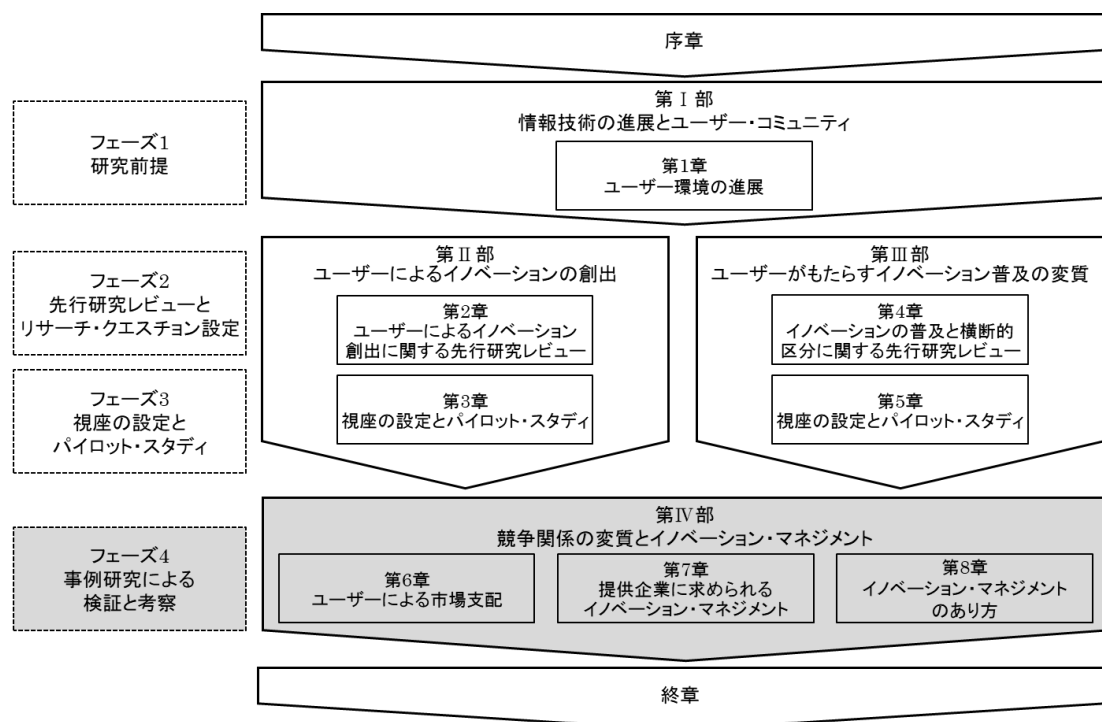 序章
フェーズ1
研究前提
第Ⅰ部
情報技術の進展とユーザー・コミュニティ
第1章
ユーザー環境の進展
フェーズ2
先行研究レビューと
リサーチ・クエスチョン設定
フェーズ3
視座の設定と
パイロット・スタディ
第Ⅱ部
ユーザーによるイノベーションの創出
第2章
ユーザーによるイノベーション
創出に関する先行研究レビュー
第3章
視座の設定とパイロット・スタディ
第Ⅲ部
ユーザーがもたらすイノベーション普及の変質
第4章
イノベーションの普及と横断的
区分に関する先行研究レビュー
第5章
視座の設定とパイロット・スタディ
フェーズ4
事例研究による
検証と考察
第Ⅳ部
競争関係の変質とイノベーション・マネジメント
第6章
ユーザーによる市場支配
第7章
提供企業に求められる
イノベーション・マネジメント
第8章
イノベーション・マネジメント
のあり方
終章